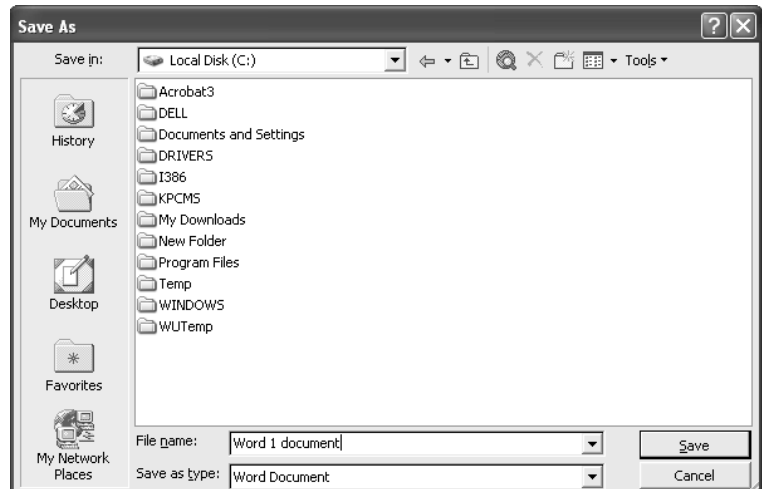 Save As
Save in:
Local Disk (C:)
Tools
History
My Documents
Desktop
Favorites
My Network
Places
Acrobat3
DELL
Documents and Settings
DRIVERS
I386
KPCMS
My Downloads
New Folder
Program Files
Temp
WINDOWS
WUTemp
File name:
Word 1 document
Save
Save as type:
Word Document
Cancel